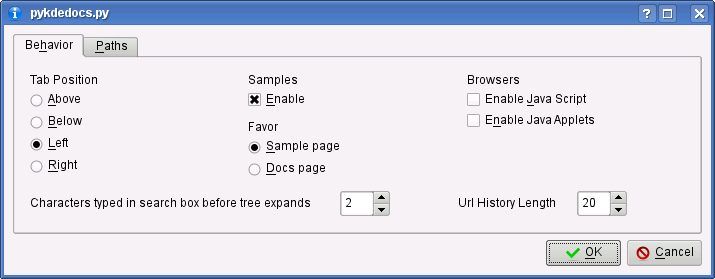 pykdedocs.py
Behavior
Paths
Tab Position
Above
Below
Left
Right
Samples
Enable
Favor
Sample page
Docs page
Browsers
Enable Java Script
Enable Java Applets
Characters typed in search box before tree expands 2
Url History Length 20
OK
Cancel